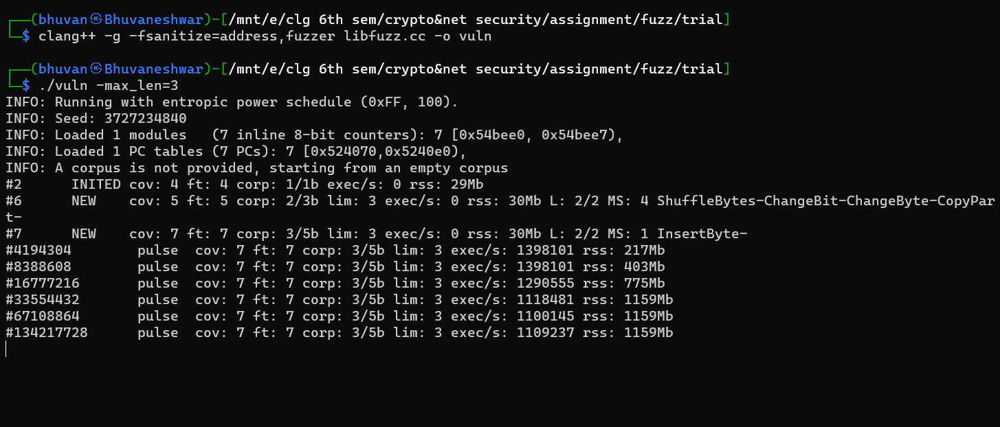 ┌──(bhuvan㉿Bhuvaneshwar)-[/mnt/e/clg 6th sem/crypto&net security/assignment/fuzz/trial]
└─$ clang++ -g -fsanitize=address,fuzzer libfuzz.cc -o vuln
┌──(bhuvan㉿Bhuvaneshwar)-[/mnt/e/clg 6th sem/crypto&net security/assignment/fuzz/trial]
└─$ ./vuln -max_len=3
INFO: Running with entropic power schedule (0xFF, 100).
INFO: Seed: 3727234840
INFO: Loaded 1 modules   (7 inline 8-bit counters): 7 [0x54bee0, 0x54bee7),
INFO: Loaded 1 PC tables (7 PCs): 7 [0x524070,0x5240e0),
INFO: A corpus is not provided, starting from an empty corpus
#2      INITED cov: 4 ft: 4 corp: 1/1b exec/s: 0 rss: 29Mb
#6      NEW    cov: 5 ft: 5 corp: 2/3b lim: 3 exec/s: 0 rss: 30Mb L: 2/2 MS: 4 ShuffleBytes-ChangeBit-ChangeByte-CopyPar
t-
#7      NEW    cov: 7 ft: 7 corp: 3/5b lim: 3 exec/s: 0 rss: 30Mb L: 2/2 MS: 1 InsertByte-
#4194304        pulse  cov: 7 ft: 7 corp: 3/5b lim: 3 exec/s: 1398101 rss: 217Mb
#8388608        pulse  cov: 7 ft: 7 corp: 3/5b lim: 3 exec/s: 1398101 rss: 403Mb
#16777216       pulse  cov: 7 ft: 7 corp: 3/5b lim: 3 exec/s: 1290555 rss: 775Mb
#33554432       pulse  cov: 7 ft: 7 corp: 3/5b lim: 3 exec/s: 1118481 rss: 1159Mb
#67108864       pulse  cov: 7 ft: 7 corp: 3/5b lim: 3 exec/s: 1100145 rss: 1159Mb
#134217728      pulse  cov: 7 ft: 7 corp: 3/5b lim: 3 exec/s: 1109237 rss: 1159Mb